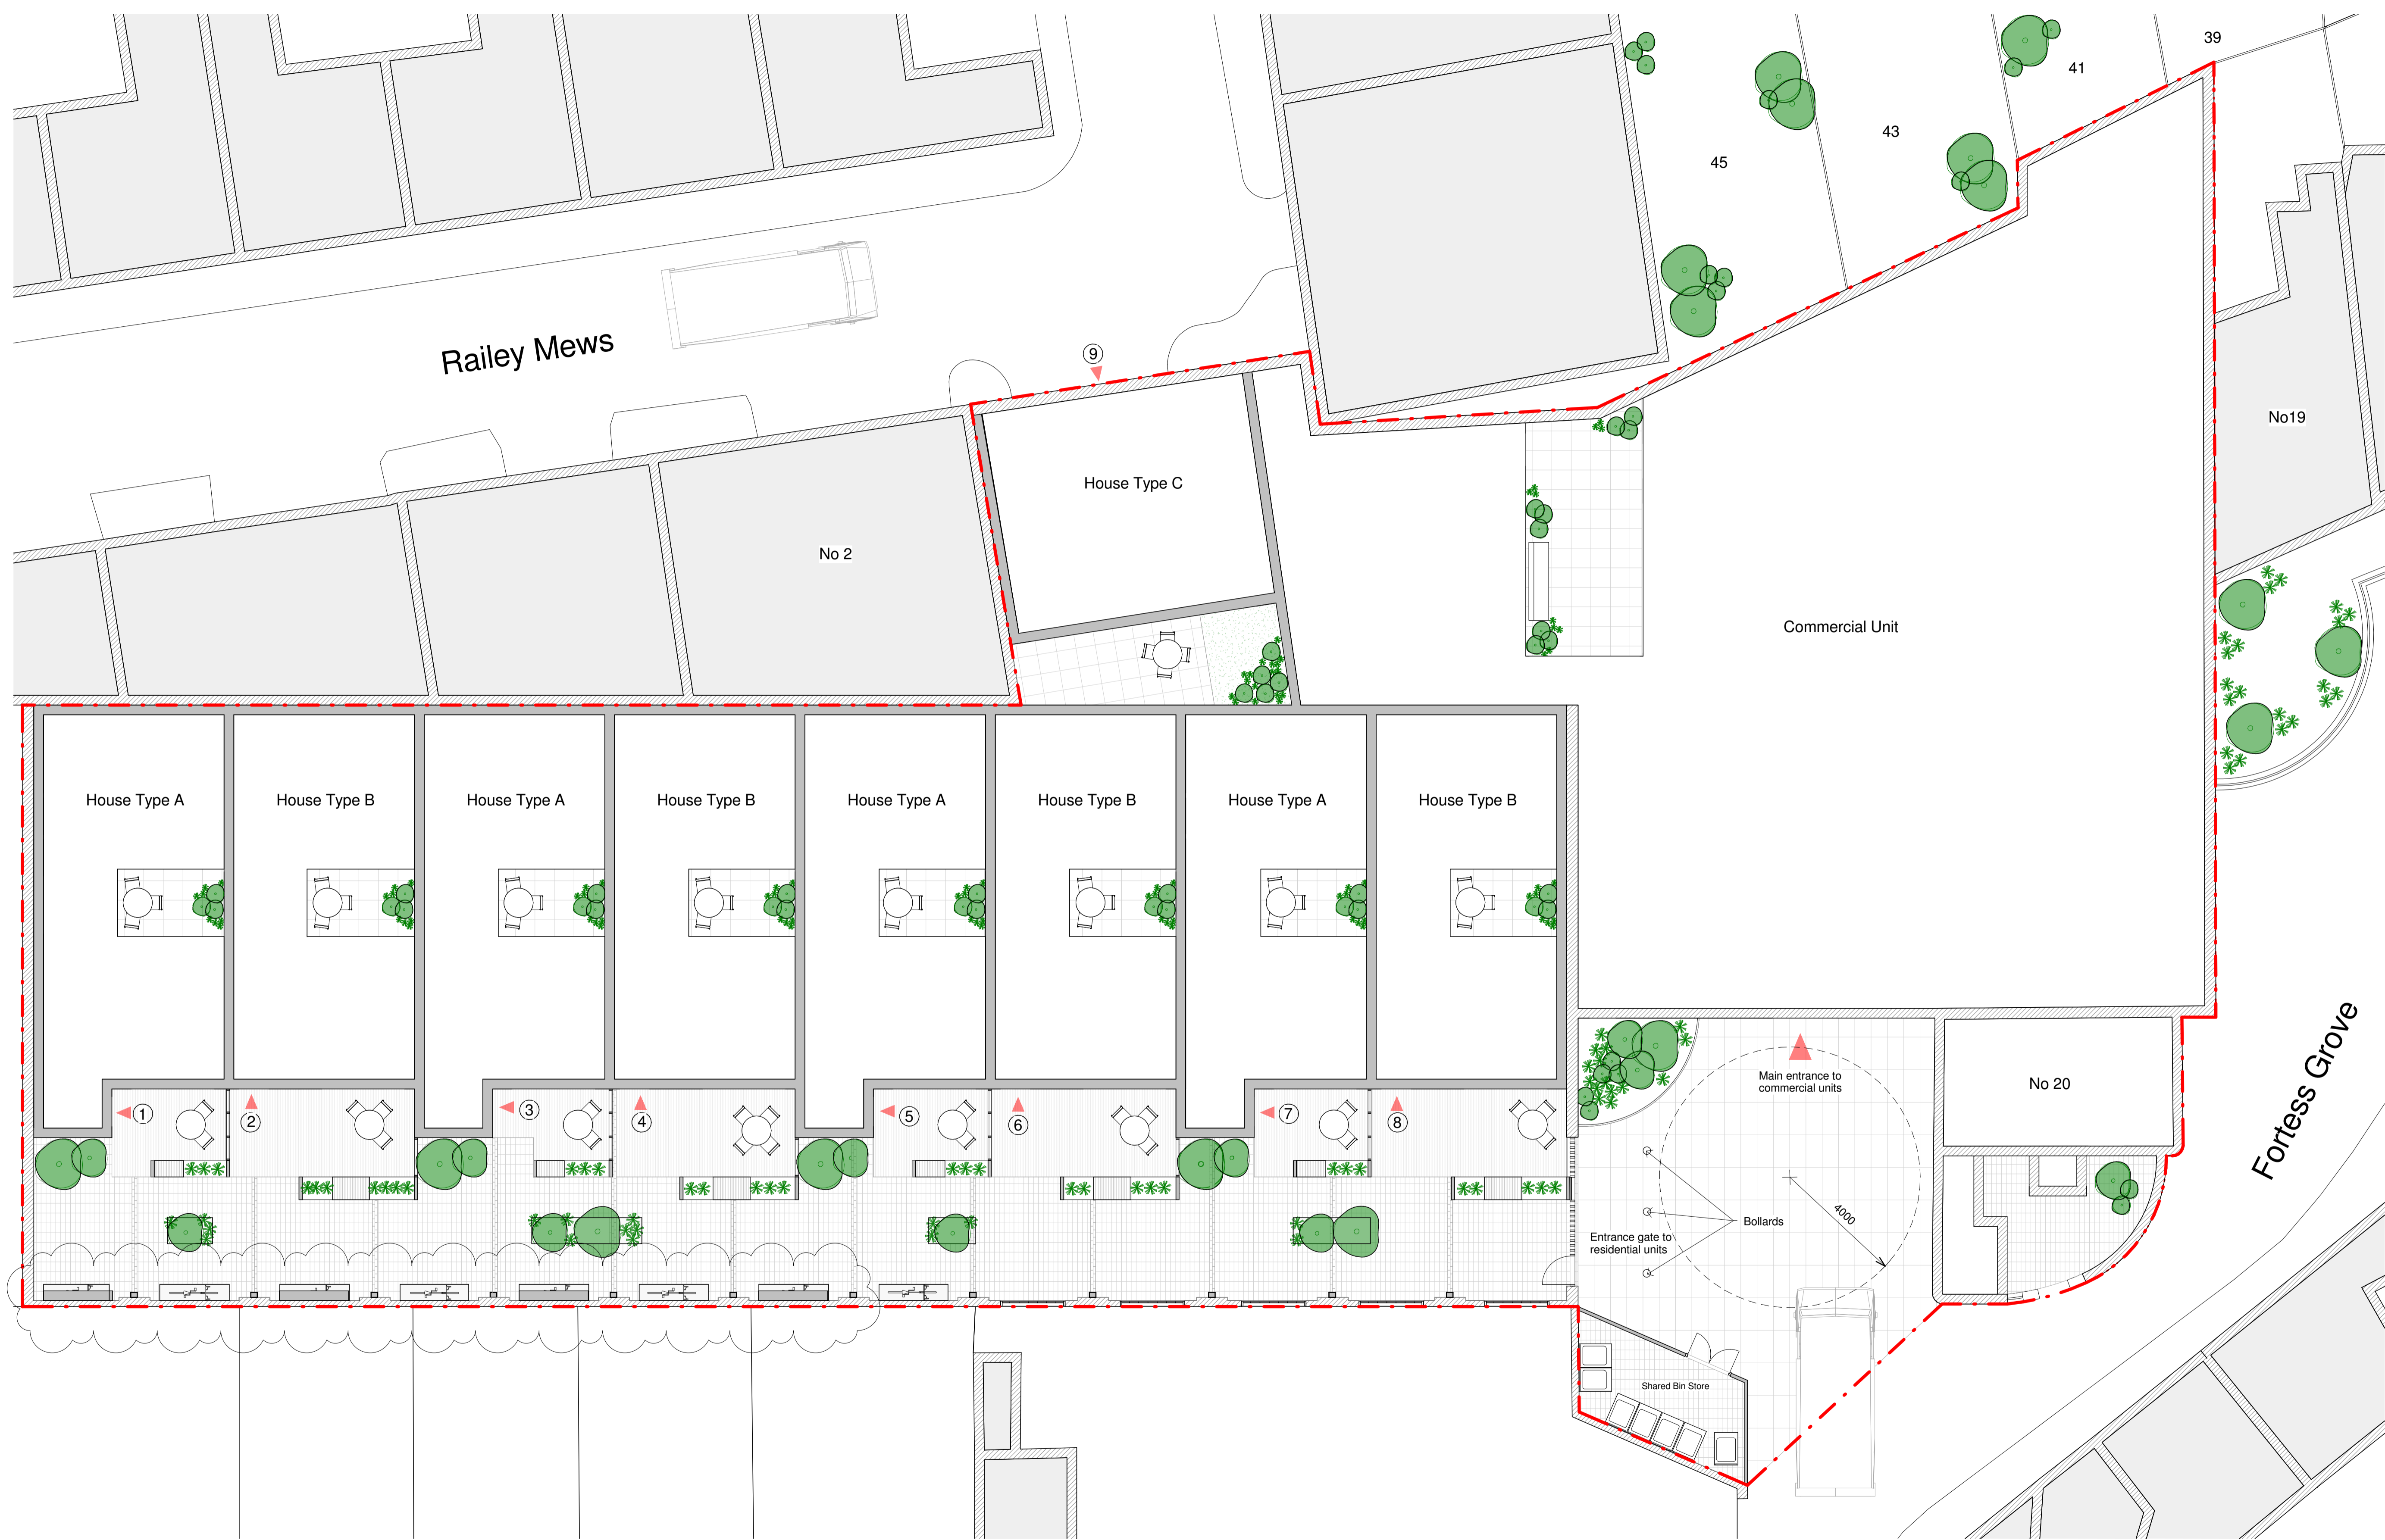 39
41
43
45
Railey Mews
9
No19
House Type C
No 2
Commercial Unit
House Type A
House Type B
House Type A
House Type B
House Type A
House Type B
House Type A
House Type B
Fortess Grove
Main entrance to
commercial units
No 20
1
2
3
4
5
6
7
8
4000
Bollards
Entrance gate to
residential units
Shared Bin Store